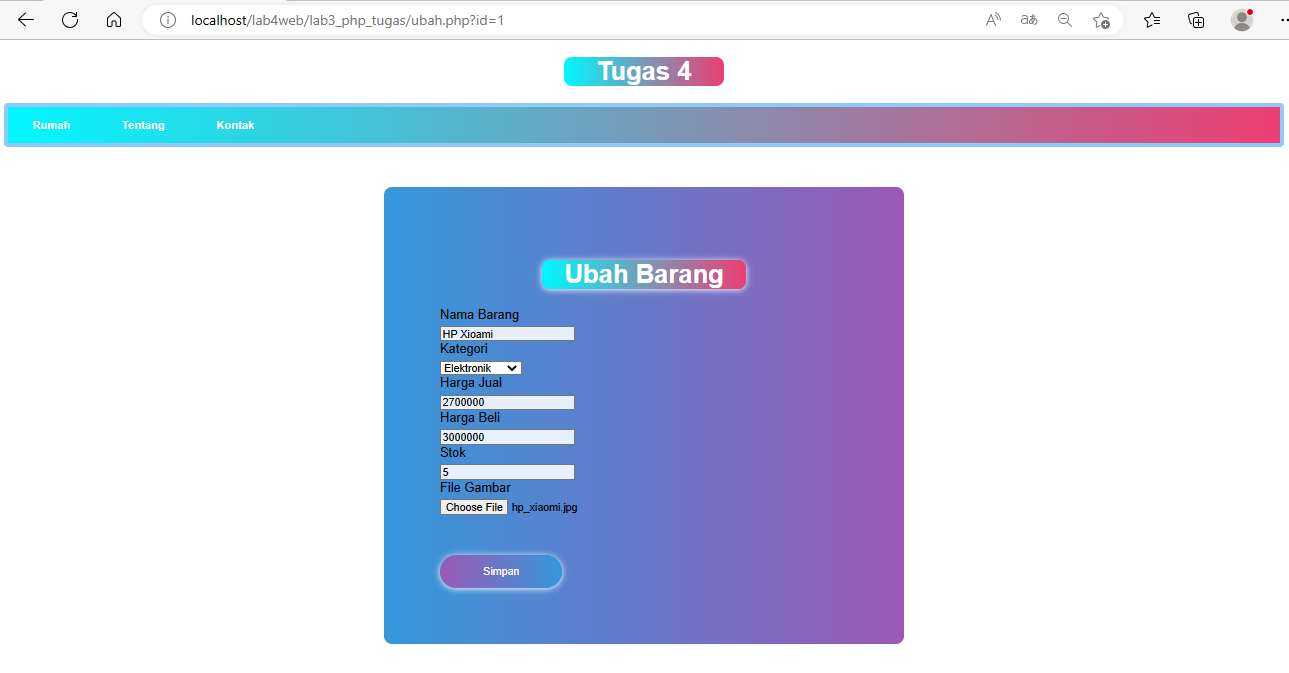 localhost/lab4web/lab3_php_tugas/ubah.php?id=1
Tugas 4
Rumah Tentang Kontak
Ubah Barang
Nama Barang
HP Xioami
Kategori
Elektronik
Harga Jual
2700000
Harga Beli
3000000
Stok
5
File Gambar
Choose File hp_xiaomi.jpg
Simpan